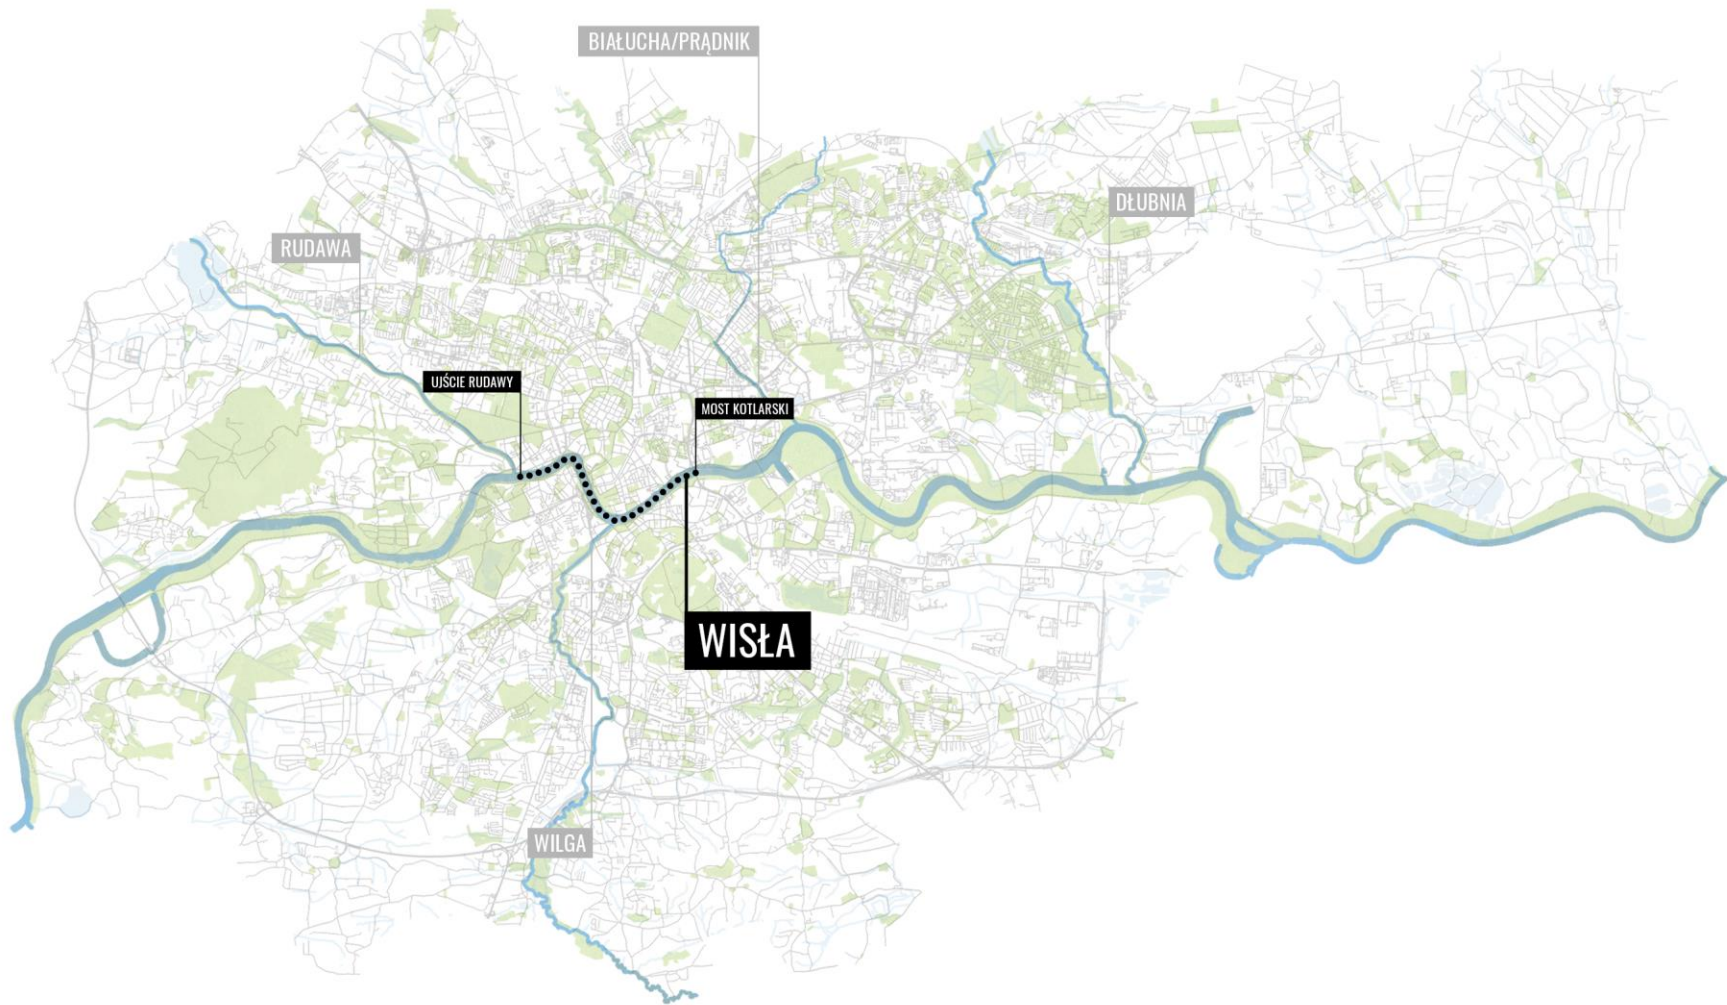 BIAŁUCHA/PRĄDNIK
DŁUBNIA
RUDAWA
UJŚCIE RUDAWY
MOST KOTLARSKI
WISŁA
WILGA